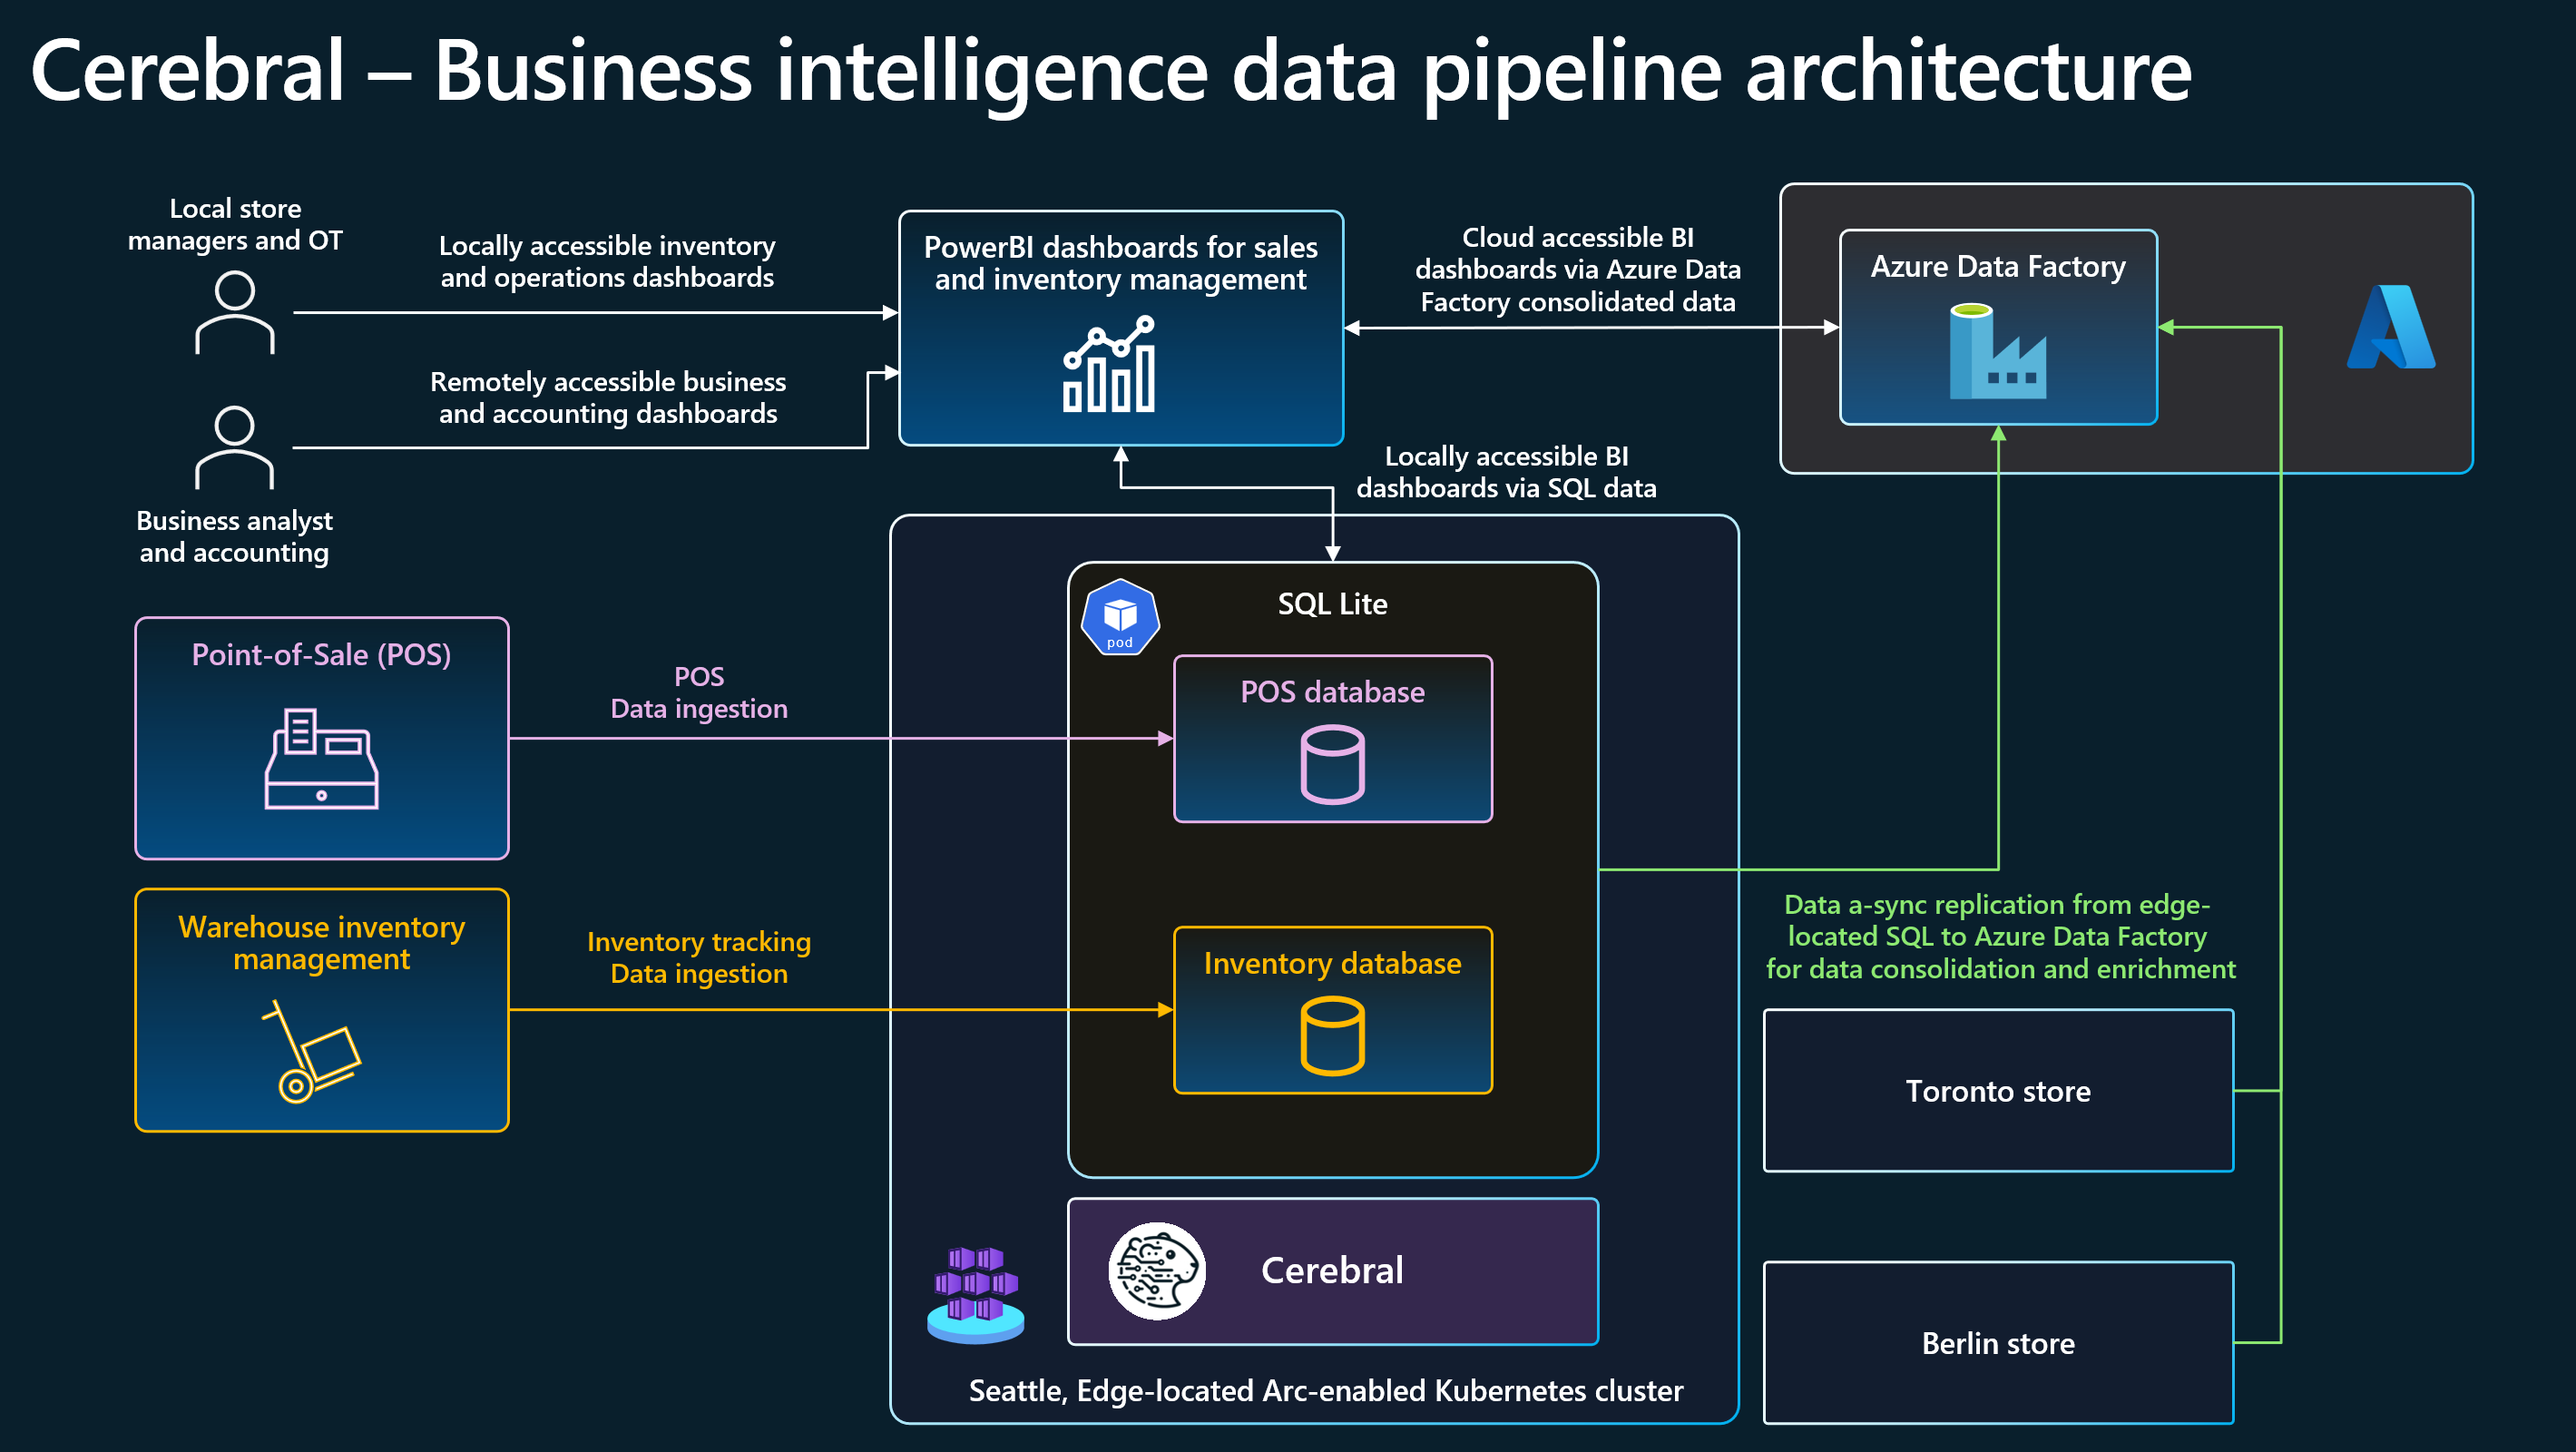 Cerebral – Business intelligence data pipeline architecture
Local store
managers and OT
Locally accessible inventory
and operations dashboards
Remotely accessible business
and accounting dashboards
Business analyst
and accounting
PowerBI dashboards for sales
and inventory management
Cloud accessible BI
dashboards via Azure Data
Factory consolidated data
Azure Data Factory
Locally accessible BI
dashboards via SQL data
SQL Lite
pod
Point-of-Sale (POS)
POS
Data ingestion
POS database
Warehouse inventory
management
Inventory tracking
Data ingestion
Inventory database
Data a-sync replication from edge-
located SQL to Azure Data Factory
for data consolidation and enrichment
Toronto store
Berlin store
Cerebral
Seattle, Edge-located Arc-enabled Kubernetes cluster